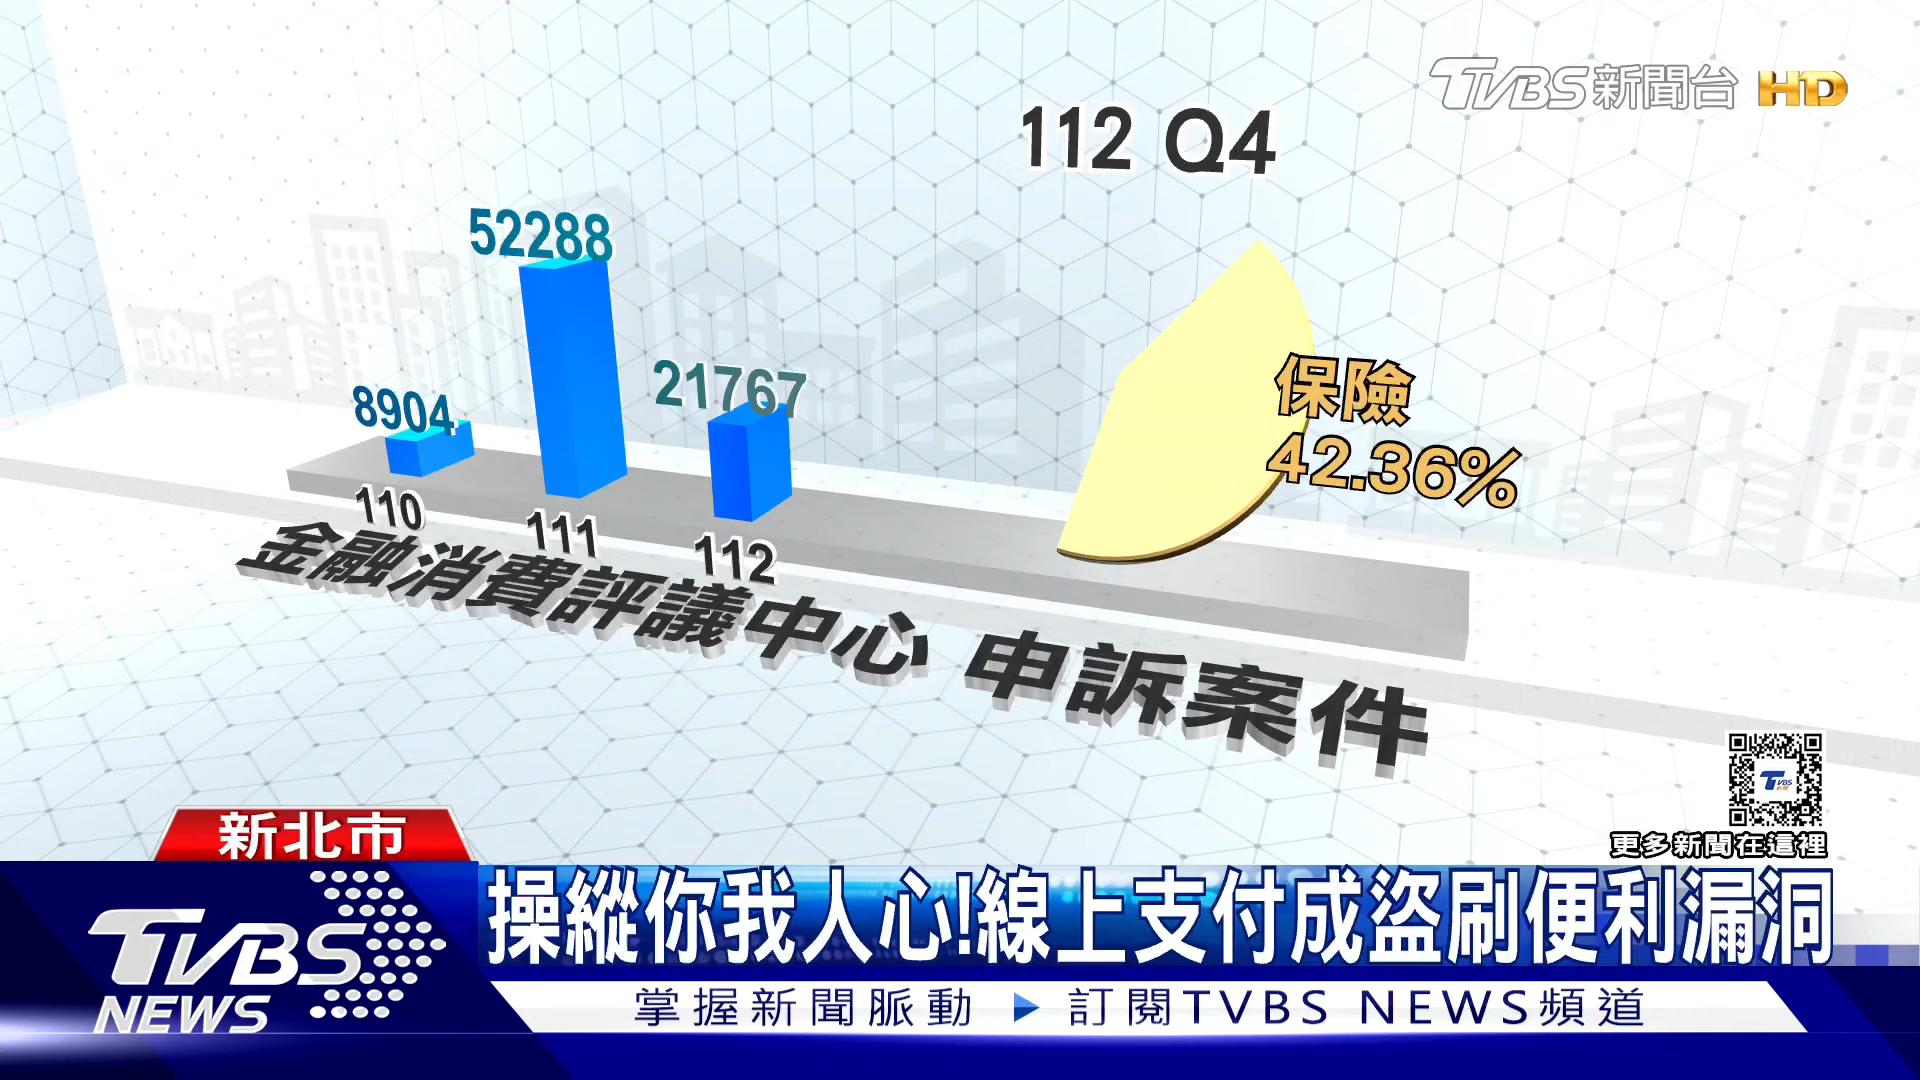 TVBS新聞台 HD
112 Q4
52288
8904
21767
保險
42.36%
110
111
112
金融消費評議中心 申訴案件
TVBS
新聞
更多新聞在這裡
新北市
操縱你我人心!線上支付成盜刷便利漏洞
TVBS
NEWS
掌握新聞脈動 ▶ 訂閱TVBS NEWS頻道